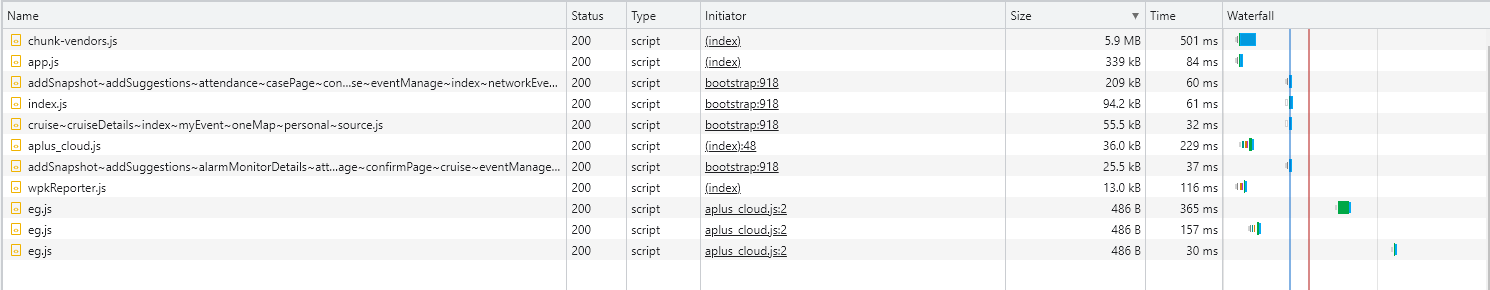 Name Status Type Initiator Size ▼ Time Waterfall
chunk-vendors.js 200 script (index) 5.9 MB 501 ms
app.js 200 script (index) 339 kB 84 ms
addSnapshot~addSuggestions~attendance~casePage~con...se~eventManage~index~networkEve... 200 script bootstrap:918 209 kB 60 ms
index.js 200 script bootstrap:918 94.2 kB 61 ms
cruise~cruiseDetails~index~myEvent~oneMap~personal~source.js 200 script bootstrap:918 55.5 kB 32 ms
aplus_cloud.js 200 script (index):48 36.0 kB 229 ms
addSnapshot~addSuggestions~alarmMonitorDetails~att...age~confirmPage~cruise~eventManage... 200 script bootstrap:918 25.5 kB 37 ms
wpkReporter.js 200 script (index) 13.0 kB 116 ms
eg.js 200 script aplus_cloud.js:2 486 B 365 ms
eg.js 200 script aplus_cloud.js:2 486 B 157 ms
eg.js 200 script aplus_cloud.js:2 486 B 30 ms